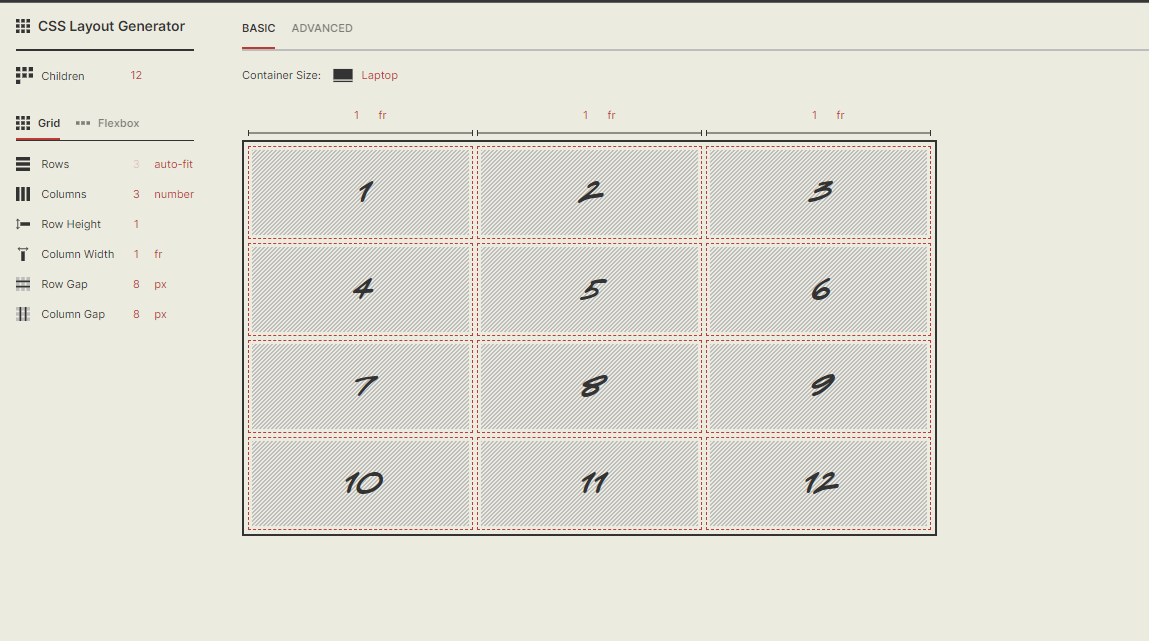 CSS Layout Generator
Children 12
Grid Flexbox
Rows 3 auto-fit
Columns 3 number
Row Height 1
Column Width 1 fr
Row Gap 8 px
Column Gap 8 px
BASIC ADVANCED
Container Size: Laptop
1 fr 1 fr 1 fr
1 2 3
4 5 6
7 8 9
10 11 12